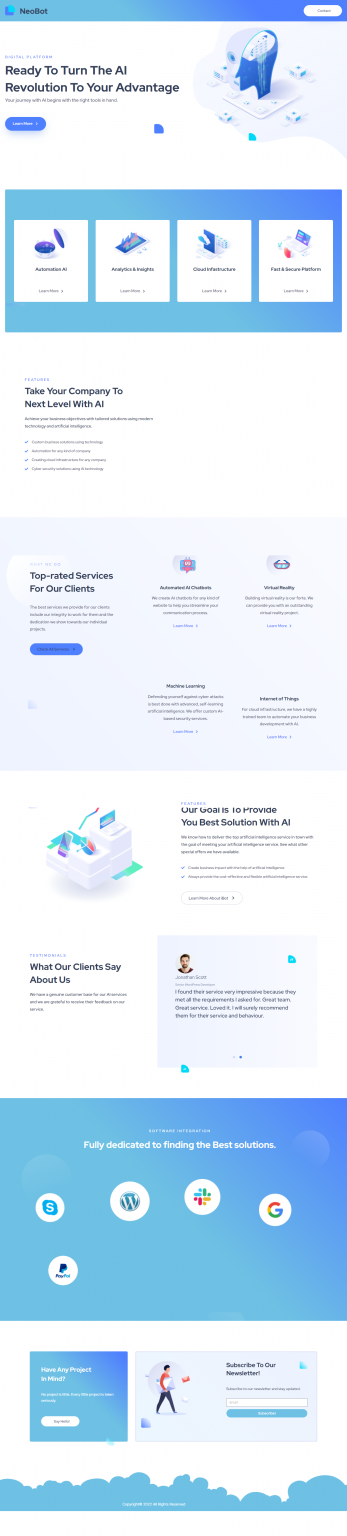 NeoBot
Contact
DIGITAL PLATFORM
Ready To Turn The AI
Revolution To Your Advantage
Your journey with AI begins with the right tools in hand.
Learn More
Automation AI
Analytics & Insights
Cloud Infastructure
Fast & Secure Platform
Learn More
Learn More
Learn More
Learn More
FEATURES
Take Your Company To
Next Level With AI
Achieve your business objectives with tailored solutions using modern
technology and artificial intelligence.
Custom business solutions using technology
Automation for any kind of company
Creating cloud infrastructure for any company
Cyber security solutions using AI technology
WHAT WE DO
Top-rated Services
For Our Clients
The best services we provide for our clients
include our integrity to work for them and the
dedication we show towards our individual
projects.
Automated AI Chatbots
We create AI chatbots for any kind of
website to help you streamline your
communication process.
Learn More
Virtual Reality
Building virtual reality is our forte. We
can provide you with an outstanding
virtual reality project.
Learn More
Machine Learning
Defending yourself against cyber attacks
is best done with advanced, self-learning
artificial intelligence. We offer custom AI-
based security services.
Learn More
Internet of Things
For cloud infrastructure, we have a highly
trained team to automate your business
development with AI.
Learn More
FEATURES
Our Goal Is To Provide
You Best Solution With AI
We know how to deliver the top artificial intelligence service in town with
the goal of meeting your artificial intelligence service. See what other
special offers we have available.
Create business impact with the help of artificial intelligence
Always provide the cost-effective and flexible artificial intelligence service
Learn More About iBot
TESTIMONIALS
What Our Clients Say
About Us
We have a genuine customer base for our AI services
and we are grateful to receive their feedback on our
service.
Jonathan Scott
I found their service very impressive because they
met all the requirements I asked for. Great team.
Great service. Loved it. I will surely recommend
them for their service and behaviour.
SOFTWARE INTEGRATION
Fully dedicated to finding the Best solutions.
PayPal
Have Any Project
In Mind?
No project is little. Every little project is taken
seriously.
Say Hello!
Subscribe To Our
Newsletter!
Subscribe to our newsletter and stay updated.
Email
Subscribe
Copyright© 2022 All Rights Reserved